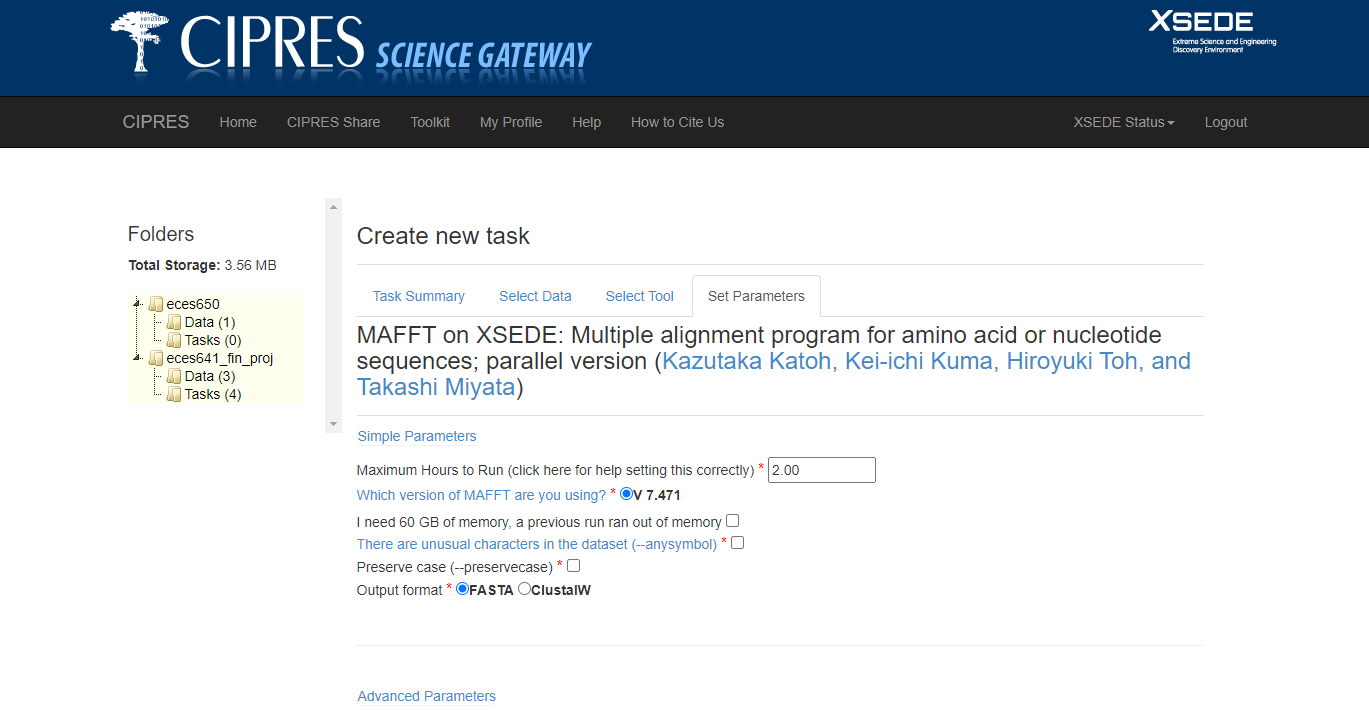 CIPRES SCIENCE GATEWAY
XSEDE
Extreme Science and Engineering
Discovery Environment
CIPRES Home CIPRES Share Toolkit My Profile Help How to Cite Us XSEDE Status Logout
Folders
Total Storage: 3.56 MB
eces650
Data (1)
Tasks (0)
eces641_fin_proj
Data (3)
Tasks (4)
Create new task
Task Summary Select Data Select Tool Set Parameters
MAFFT on XSEDE: Multiple alignment program for amino acid or nucleotide
sequences; parallel version (Kazutaka Katoh, Kei-ichi Kuma, Hiroyuki Toh, and
Takashi Miyata)
Simple Parameters
Maximum Hours to Run (click here for help setting this correctly) * 2.00
Which version of MAFFT are you using? * V 7.471
I need 60 GB of memory, a previous run ran out of memory
There are unusual characters in the dataset (--anysymbol) *
Preserve case (--preservecase) *
Output format * FASTA ClustalW
Advanced Parameters